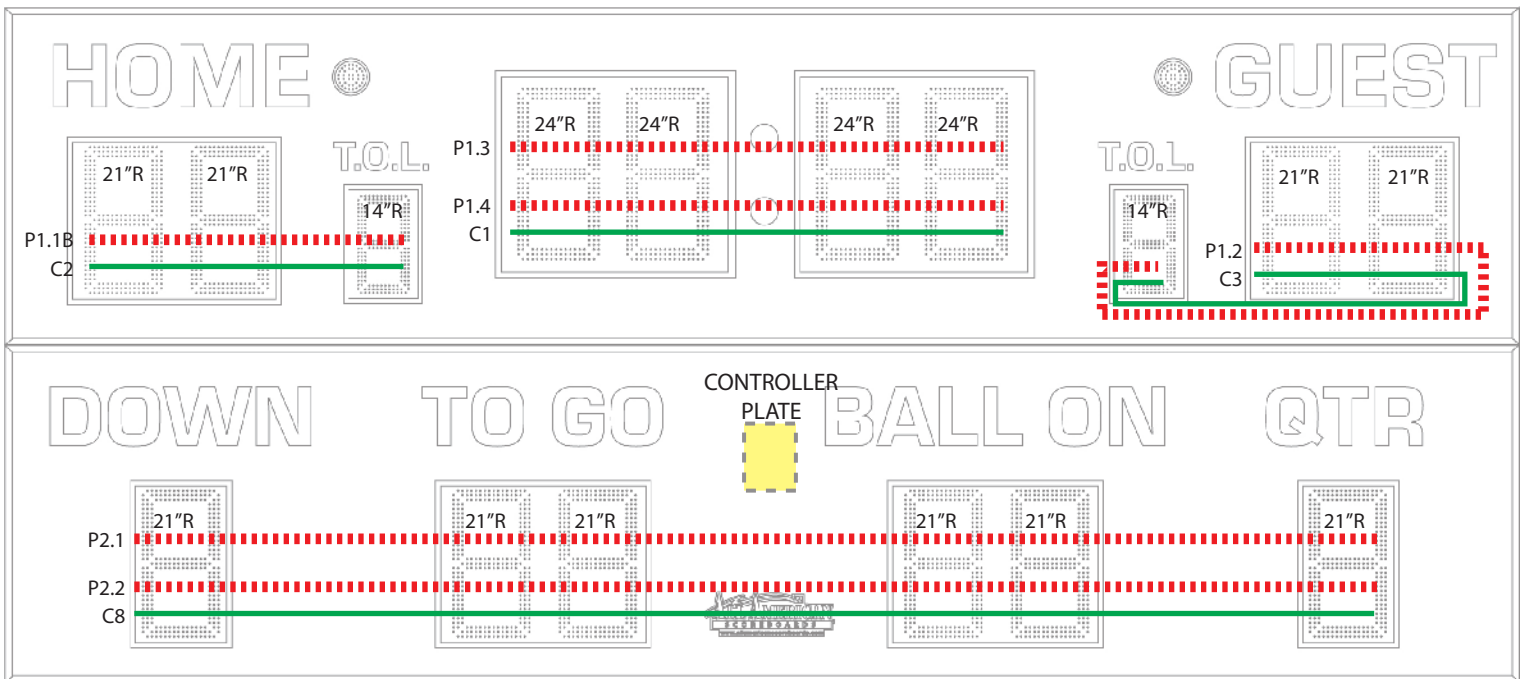 HOME
GUEST
24”R 24”R 24”R 24”R
P1.3
T.O.L.
T.O.L.
21”R 21”R
21”R 21”R
P1.4
14”R
14”R
C1
P1.1B
P1.2
C2
C3
CONTROLLER
PLATE
DOWN
TO GO
BALL ON
QTR
21”R
21”R 21”R
21”R 21”R
21”R
P2.1
P2.2
C8
SCOREBOARDS